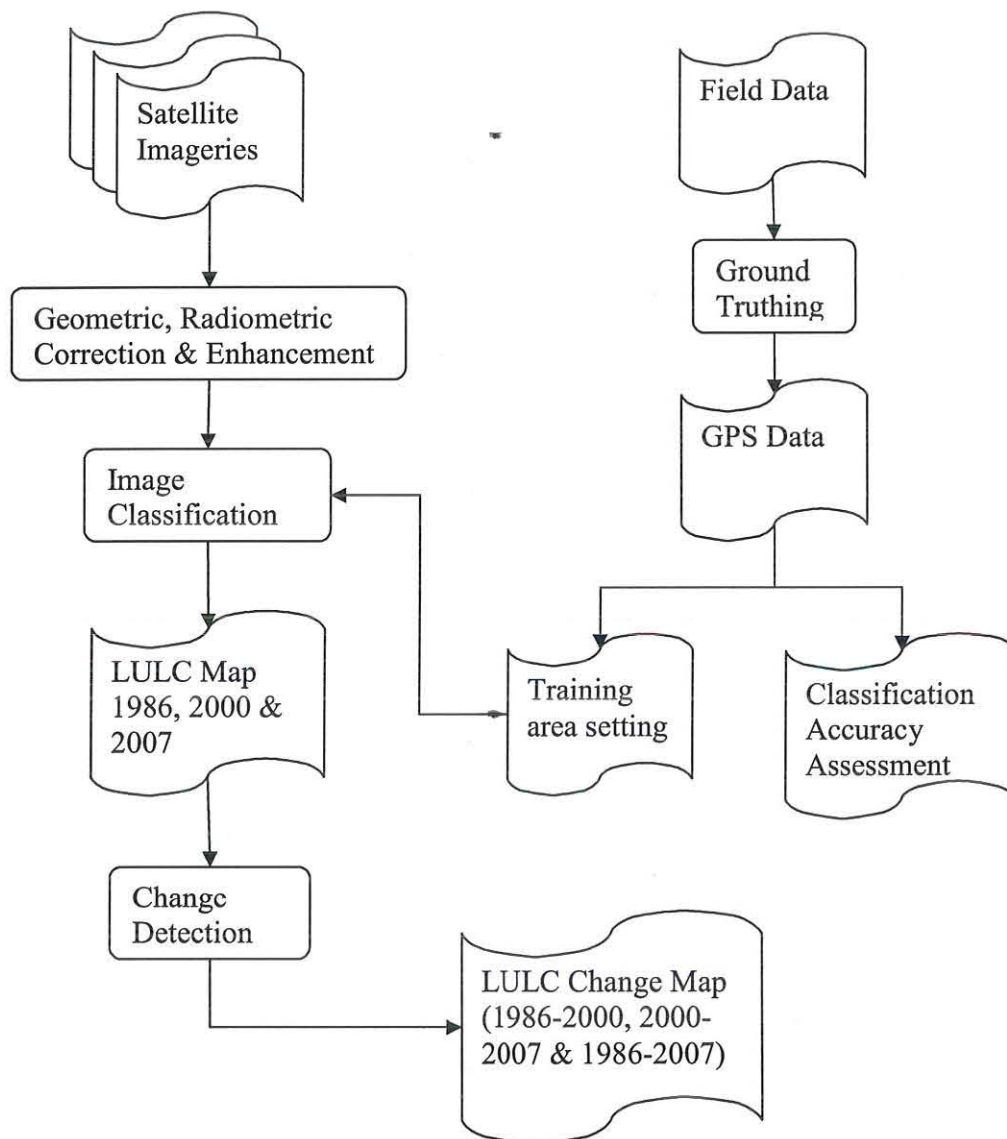 Satellite
Imageries
Field Data
Geometric, Radiometric
Correction & Enhancement
Ground
Truthing
GPS Data
Image
Classification
LULC Map
1986, 2000 &
2007
Training
area setting
Classification
Accuracy
Assessment
Change
Detection
LULC Change Map
(1986-2000, 2000-
2007 & 1986-2007)